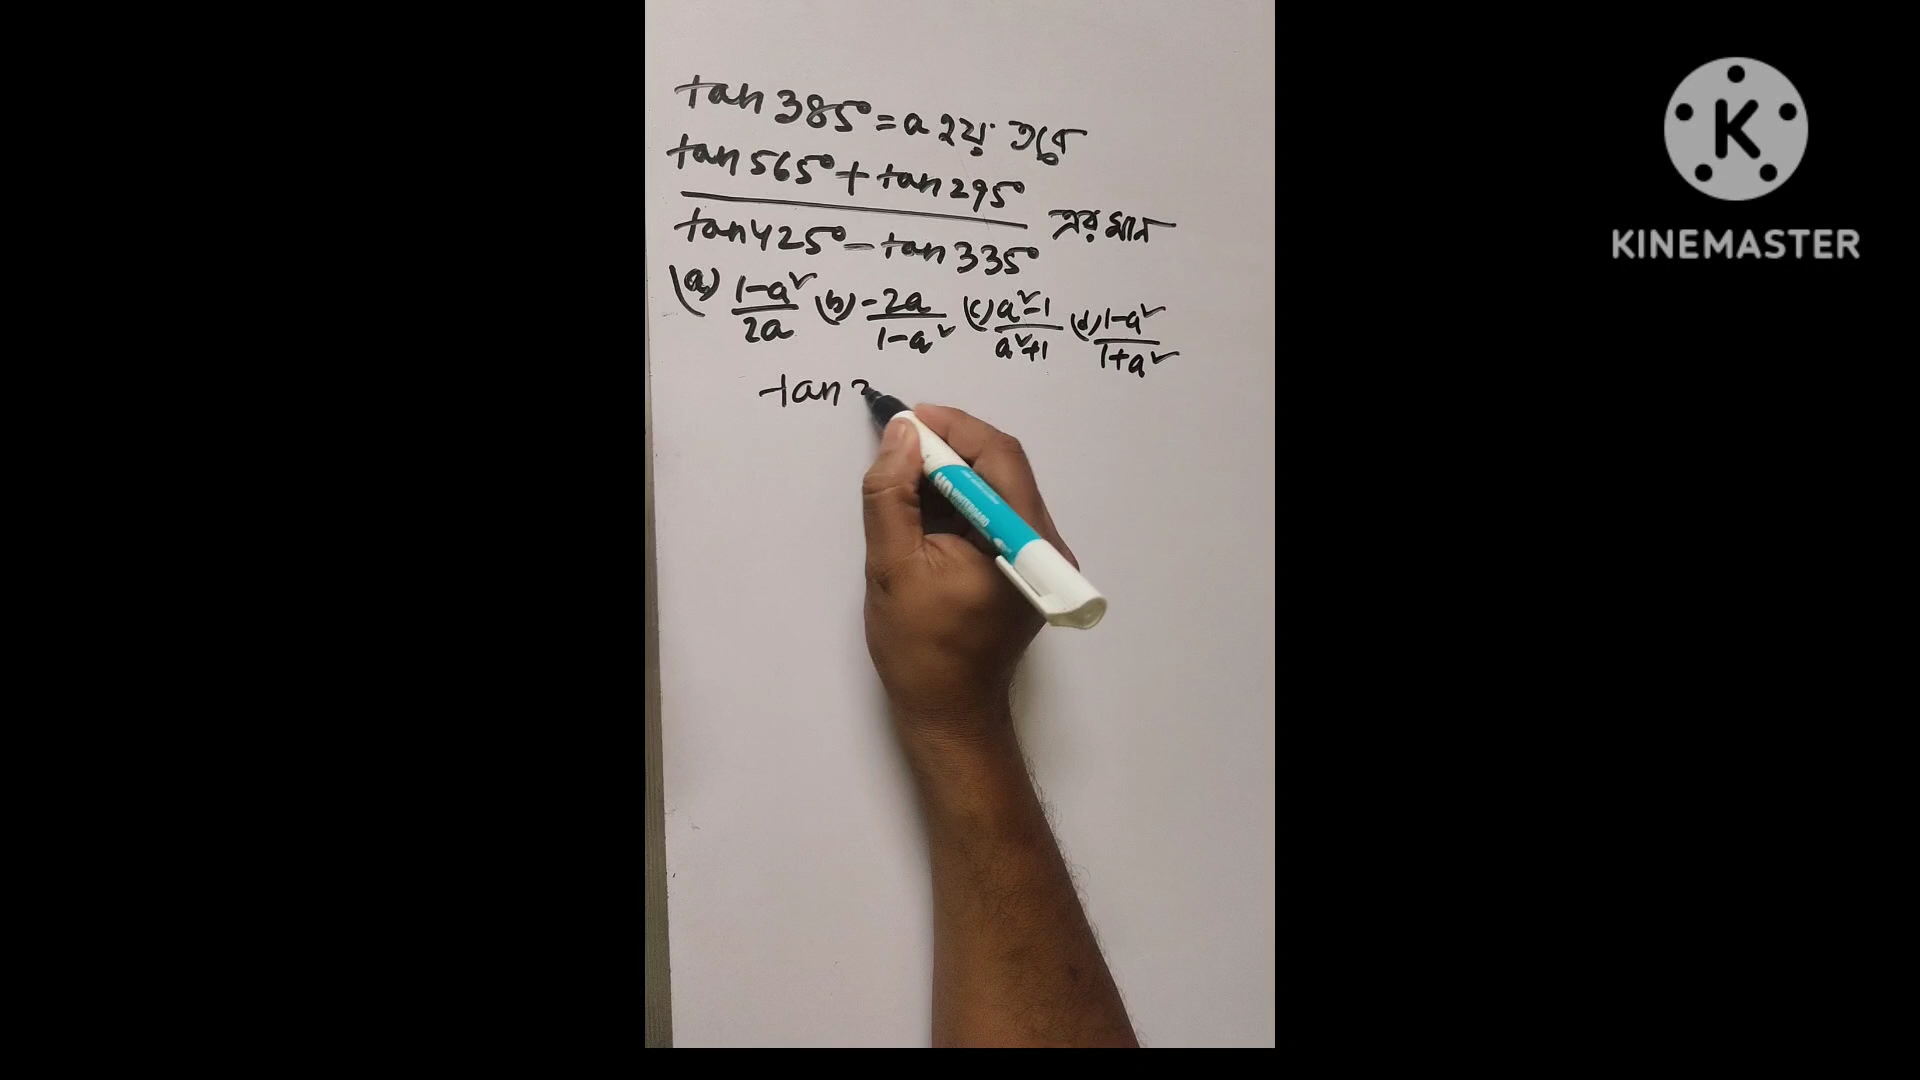 tan 385° = a হয় তবে
tan 565° + tan 295°
tan 425° - tan 335° এর মান
(a) 1-a²/2a (b) -2a/1-a² (c) a²-1/a²+1 (d) 1-a²/1+a²
tan
K
KINEMASTER